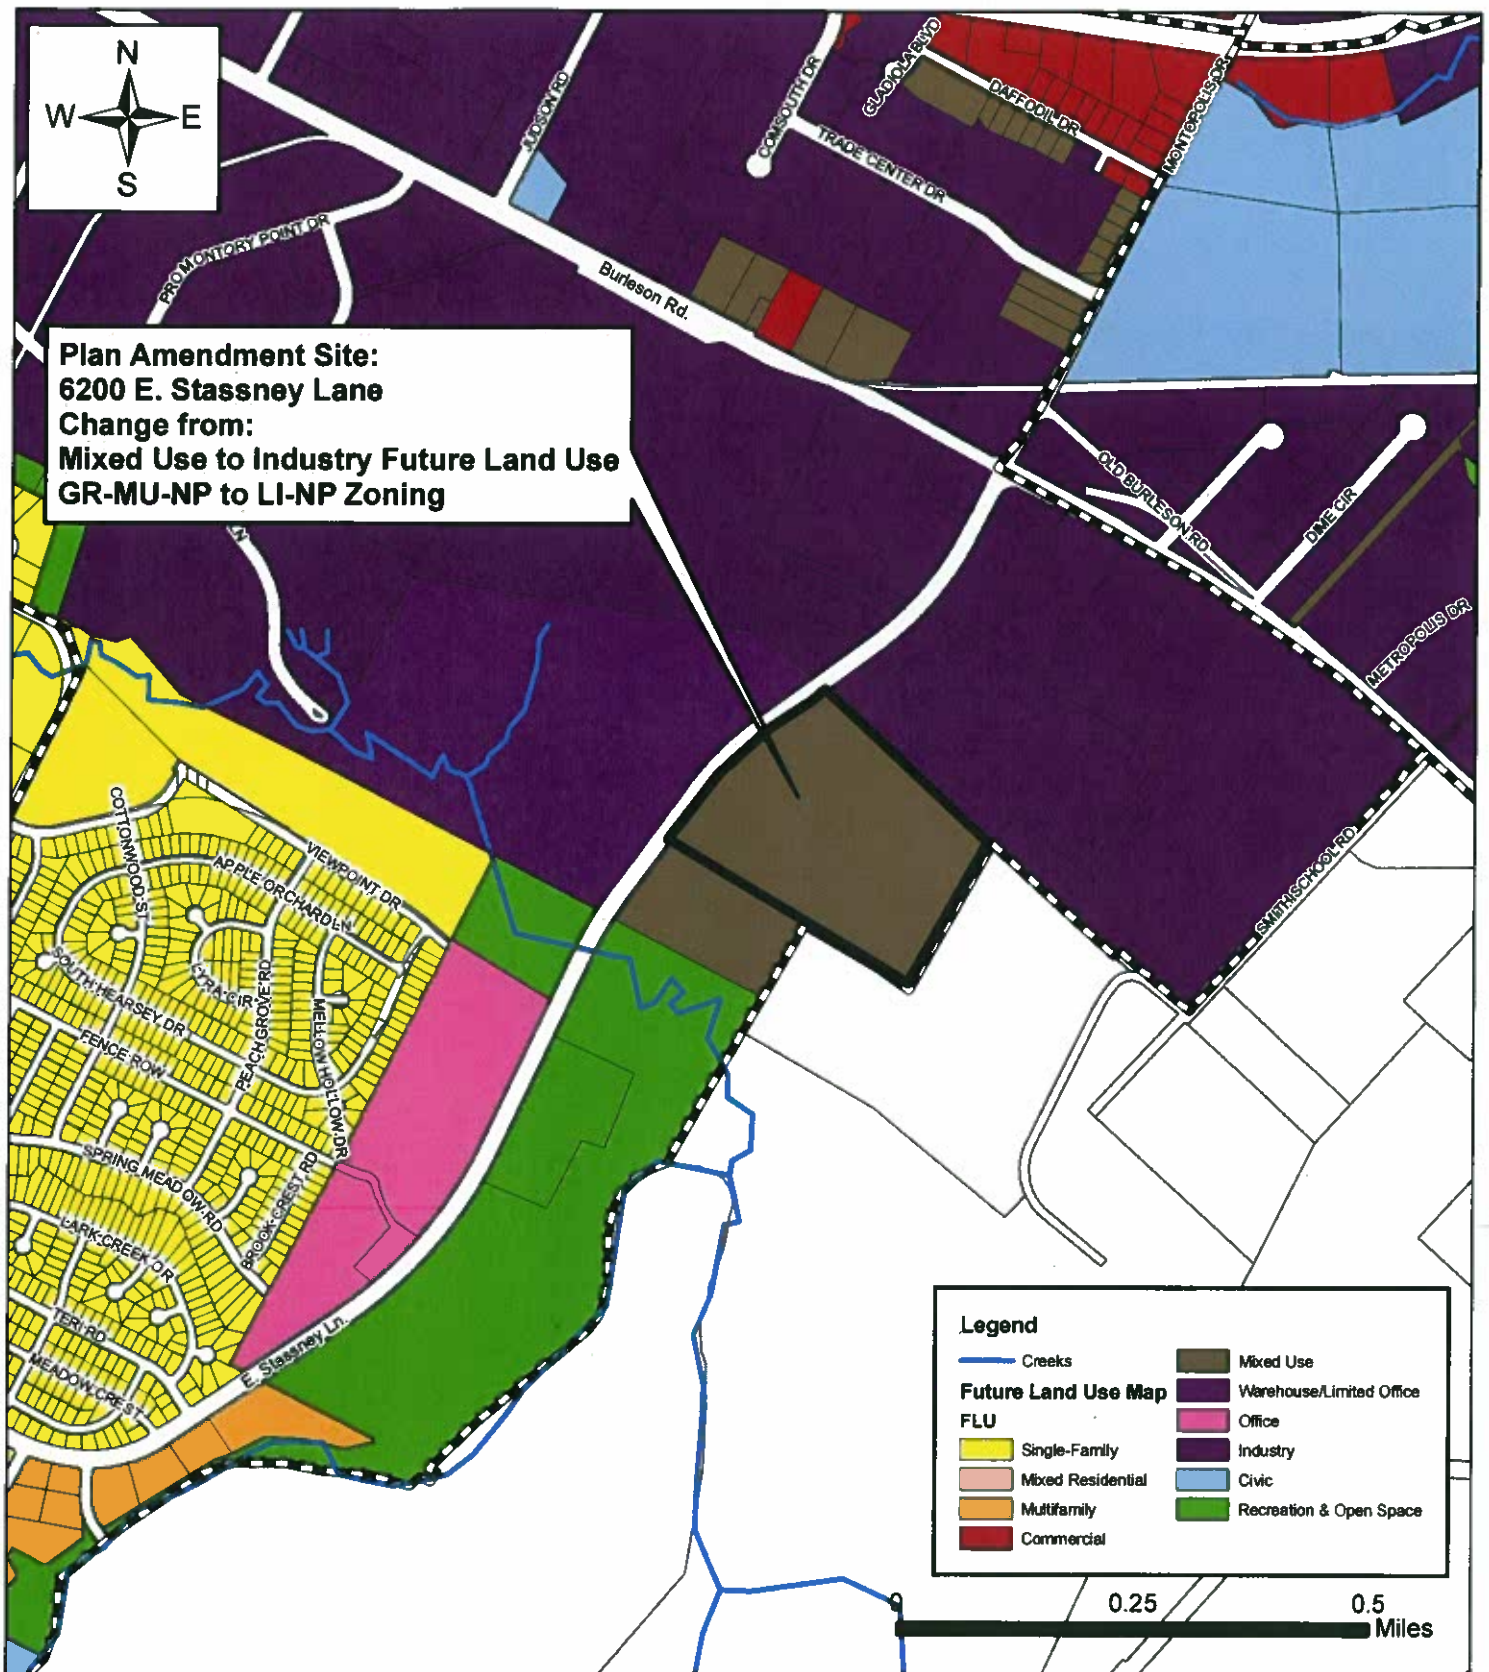 N
W
E
S
JUDSON RD
COMSOUTH DR
GLADIOLA BLVD
DAFFODIL DR
MONTOPOLIS DR
TRADE CENTER DR
PROMONTORY POINT DR
Burleson Rd.
Plan Amendment Site:
6200 E. Stassney Lane
Change from:
Mixed Use to Industry Future Land Use
GR-MU-NP to LI-NP Zoning
LN
OLD BURLESON RD
DIME CIR
METROPOLIS DR
SMITH SCHOOL RD
COTTONWOOD ST
VIEWPOINT DR
APPLE ORCHARD LN
LYRA CIR
PEACH GROVE RD
SOUTH HEARSEY DR
MELLOW HOLLOW DR
FENCE ROW
SPRING MEADOW RD
BROOK CREST RD
LARK CREEK DR
TERI RD
MEADOW CREST
E. Stassney Ln.
Legend
Creeks
Future Land Use Map
FLU
Single-Family
Mixed Residential
Multifamily
Commercial
Mixed Use
Warehouse/Limited Office
Office
Industry
Civic
Recreation & Open Space
0
0.25
0.5
Miles